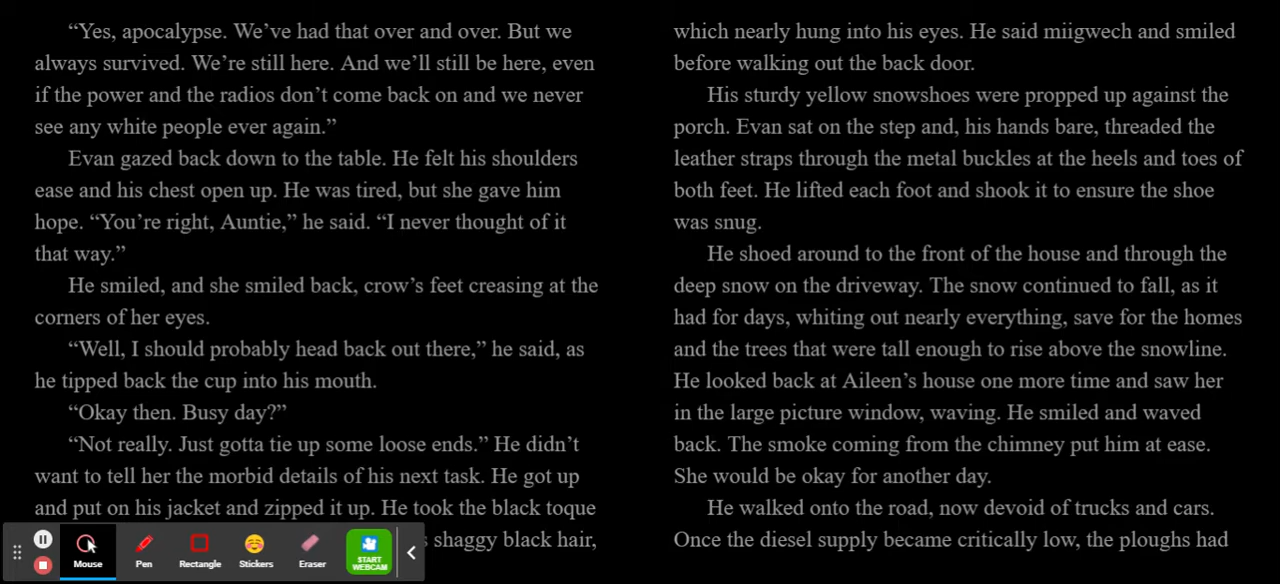 “Yes, apocalypse. We’ve had that over and over. But we
always survived. We’re still here. And we’ll still be here, even
if the power and the radios don’t come back on and we never
see any white people ever again.”
Evan gazed back down to the table. He felt his shoulders
ease and his chest open up. He was tired, but she gave him
hope. “You’re right, Auntie,” he said. “I never thought of it
that way.”
He smiled, and she smiled back, crow’s feet creasing at the
corners of her eyes.
“Well, I should probably head back out there,” he said, as
he tipped back the cup into his mouth.
“Okay then. Busy day?”
“Not really. Just gotta tie up some loose ends.” He didn’t
want to tell her the morbid details of his next task. He got up
and put on his jacket and zipped it up. He took the black toque
shaggy black hair,
which nearly hung into his eyes. He said miigwech and smiled
before walking out the back door.
His sturdy yellow snowshoes were propped up against the
porch. Evan sat on the step and, his hands bare, threaded the
leather straps through the metal buckles at the heels and toes of
both feet. He lifted each foot and shook it to ensure the shoe
was snug.
He shoed around to the front of the house and through the
deep snow on the driveway. The snow continued to fall, as it
had for days, whiting out nearly everything, save for the homes
and the trees that were tall enough to rise above the snowline.
He looked back at Aileen’s house one more time and saw her
in the large picture window, waving. He smiled and waved
back. The smoke coming from the chimney put him at ease.
She would be okay for another day.
He walked onto the road, now devoid of trucks and cars.
Once the diesel supply became critically low, the ploughs had
Mouse
Pen
Rectangle
Stickers
Eraser
START
WEBCAM